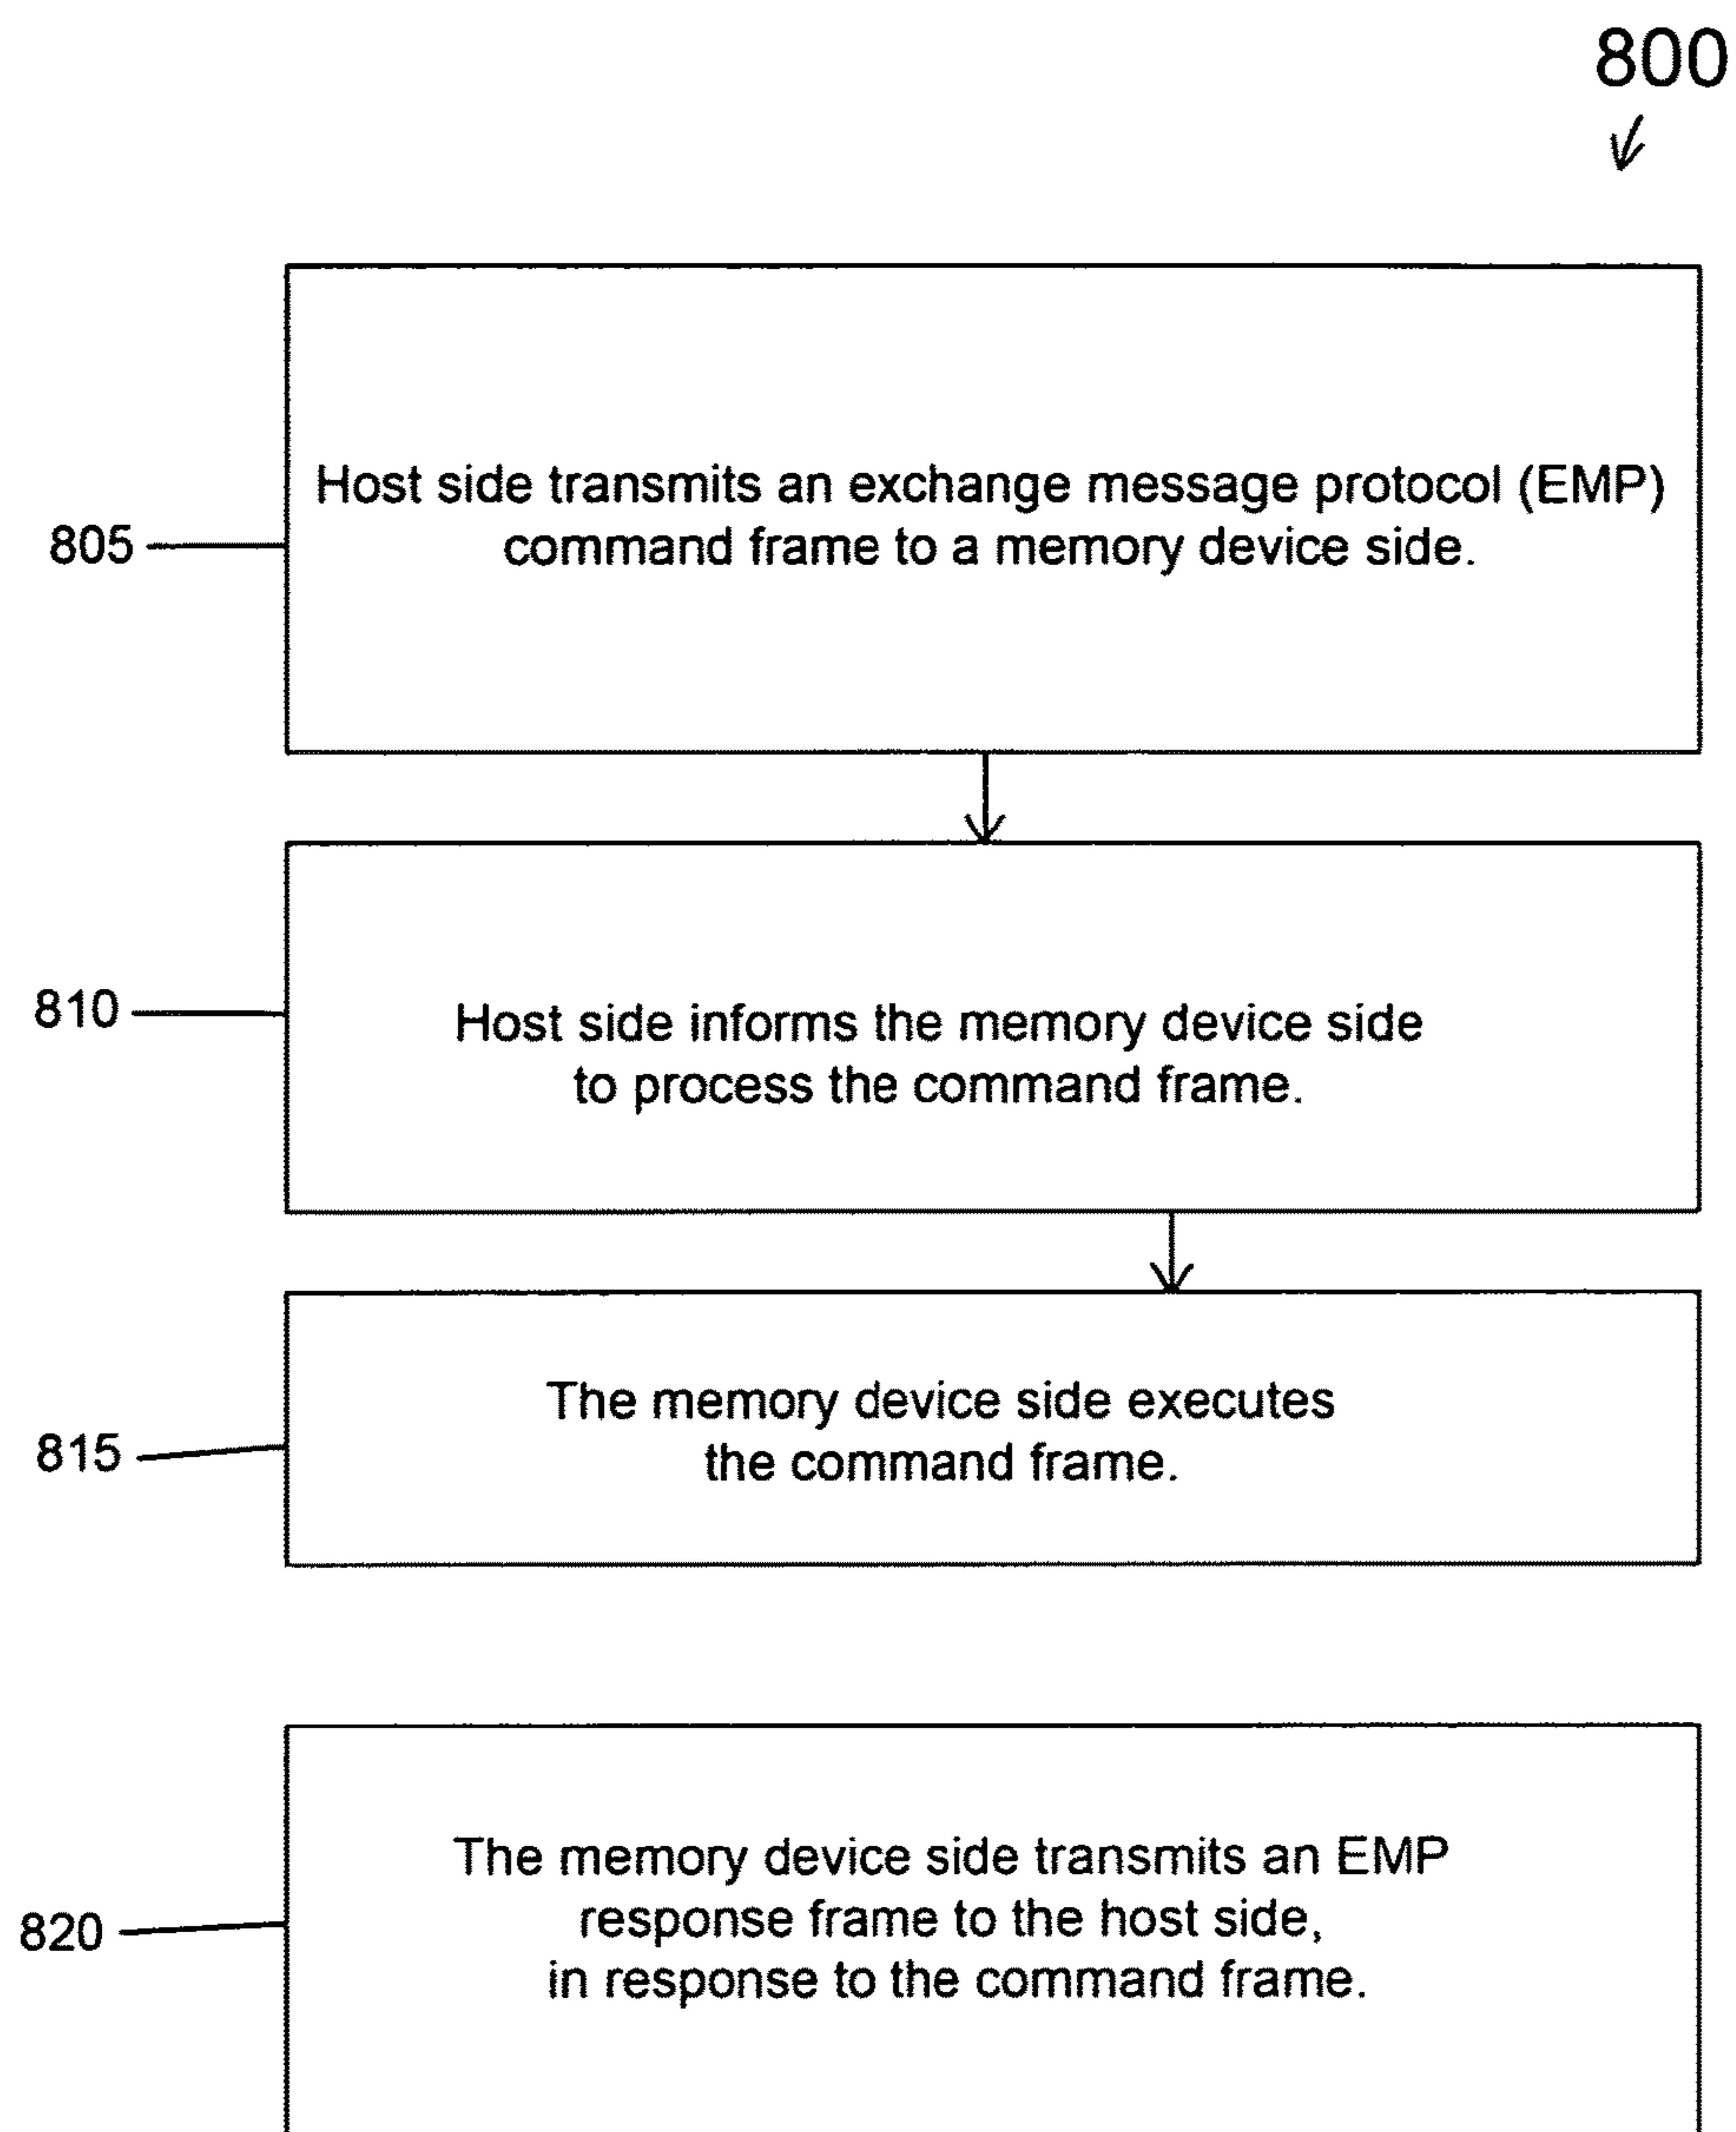 800
Host side transmits an exchange message protocol (EMP)
command frame to a memory device side.
805
Host side informs the memory device side
to process the command frame.
810
The memory device side executes
the command frame.
815
The memory device side transmits an EMP
response frame to the host side,
in response to the command frame.
820